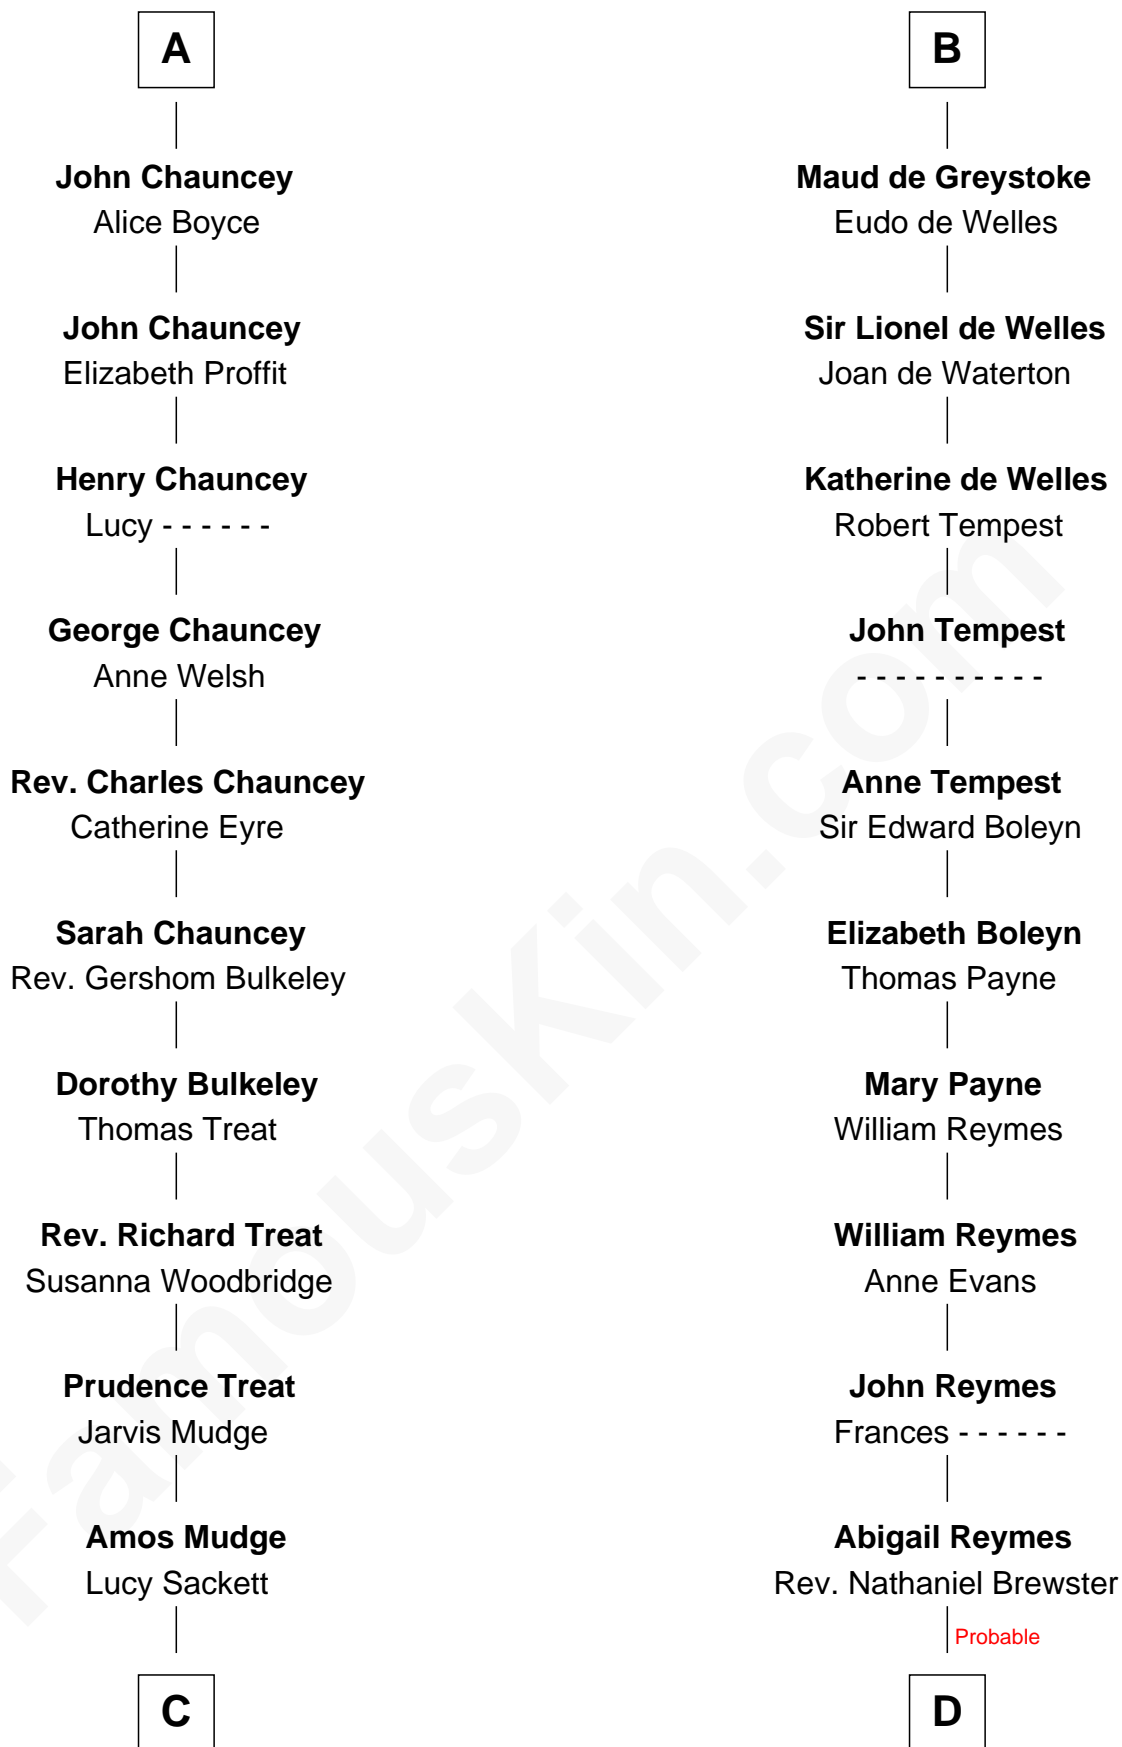 A
John Chauncey
Alice Boyce
John Chauncey
Elizabeth Proffit
Henry Chauncey
Lucy - - - - - -
George Chauncey
Anne Welsh
Rev. Charles Chauncey
Catherine Eyre
Sarah Chauncey
Rev. Gershom Bulkeley
Dorothy Bulkeley
Thomas Treat
Rev. Richard Treat
Susanna Woodbridge
Prudence Treat
Jarvis Mudge
Amos Mudge
Lucy Sackett
C
B
Maud de Greystoke
Eudo de Welles
Sir Lionel de Welles
Joan de Waterton
Katherine de Welles
Robert Tempest
John Tempest
- - - - - - - - - -
Anne Tempest
Sir Edward Boleyn
Elizabeth Boleyn
Thomas Payne
Mary Payne
William Reymes
William Reymes
Anne Evans
John Reymes
Frances - - - - - -
Abigail Reymes
Rev. Nathaniel Brewster
Probable
D
FamousKin.com